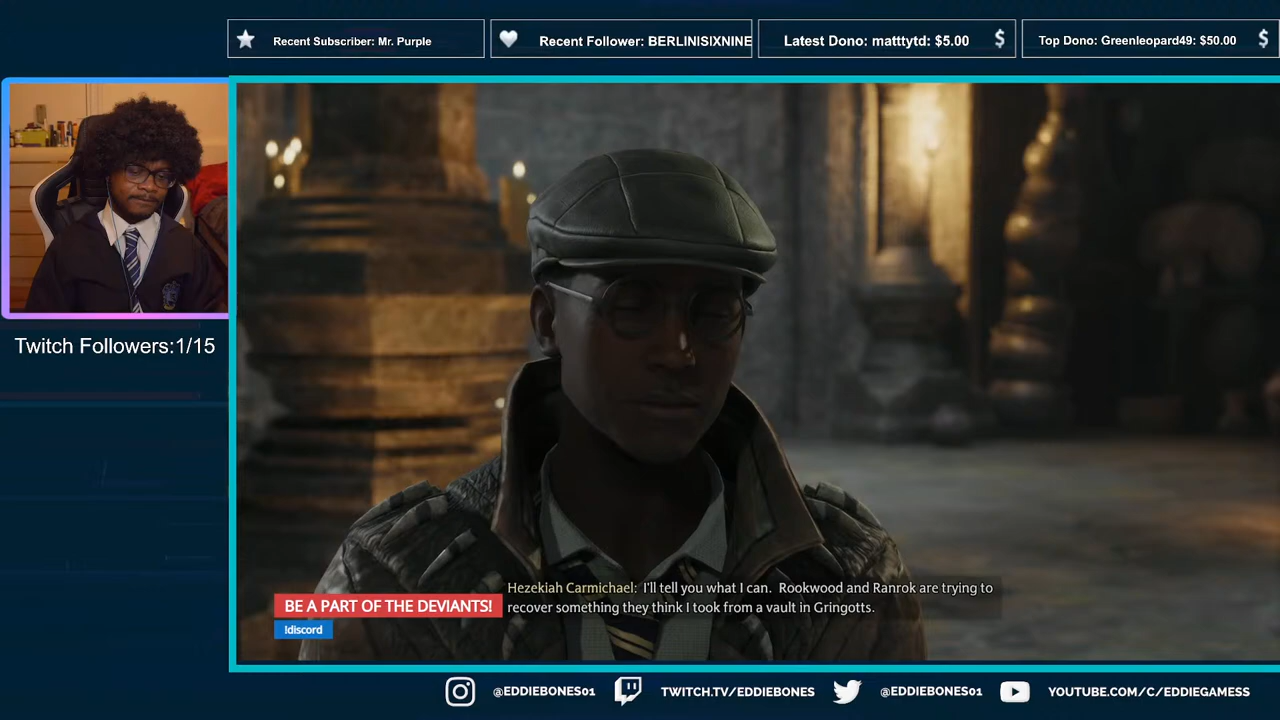 Recent Subscriber: Mr. Purple
Recent Follower: BERLINISIXNINE
Latest Dono: matttytd: $5.00
$
Top Dono: Greenleopard49: $50.00
$
Twitch Followers:1/15
Hezekiah Carmichael: I'll tell you what I can. Rookwood and Ranrok are trying to
recover something they think I took from a vault in Gringotts.
BE A PART OF THE DEVIANTS!
!discord
@EDDIEBONES01
TWITCH.TV/EDDIEBONES
@EDDIEBONES01
YOUTUBE.COM/C/EDDIEGAMESS